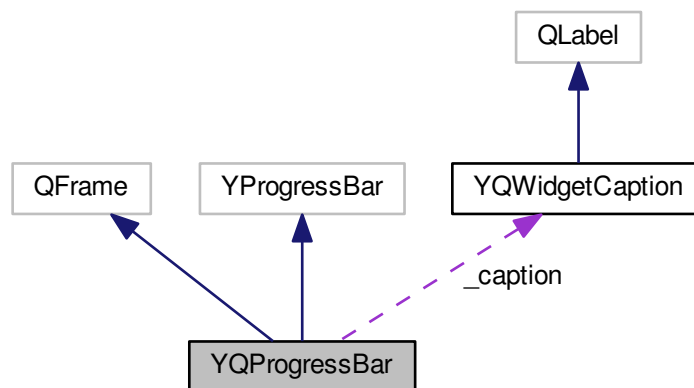 QLabel
QFrame
YProgressBar
YQWidgetCaption
_caption
YQProgressBar